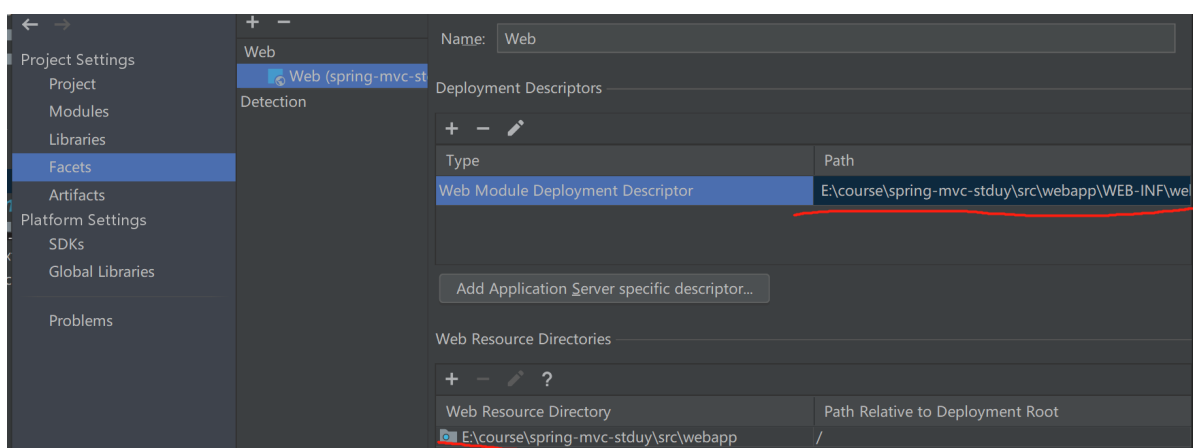 Project Settings
Project
Modules
Libraries
Facets
Artifacts
Platform Settings
SDKs
Global Libraries
Problems
Web
Web (spring-mvc-st
Detection
Name: Web
Deployment Descriptors
Type Path
Web Module Deployment Descriptor E:\course\spring-mvc-stduy\src\webapp\WEB-INF\we
Add Application Server specific descriptor...
Web Resource Directories
Web Resource Directory Path Relative to Deployment Root
E:\course\spring-mvc-stduy\src\webapp /